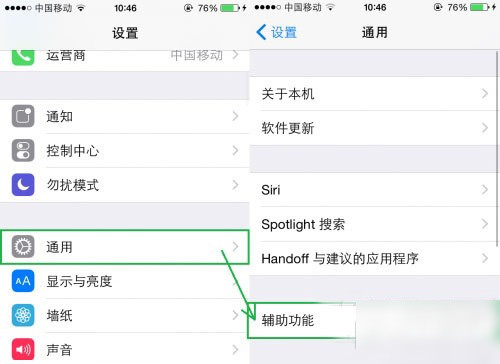 中国移动 10:46 76%
设置
运营商 中国移动
通知
控制中心
勿扰模式
通用
AA 显示与亮度
墙纸
声音
中国移动 10:46 76%
设置 通用
关于本机
软件更新
Siri
Spotlight 搜索
Handoff 与建议的应用程序
辅助功能